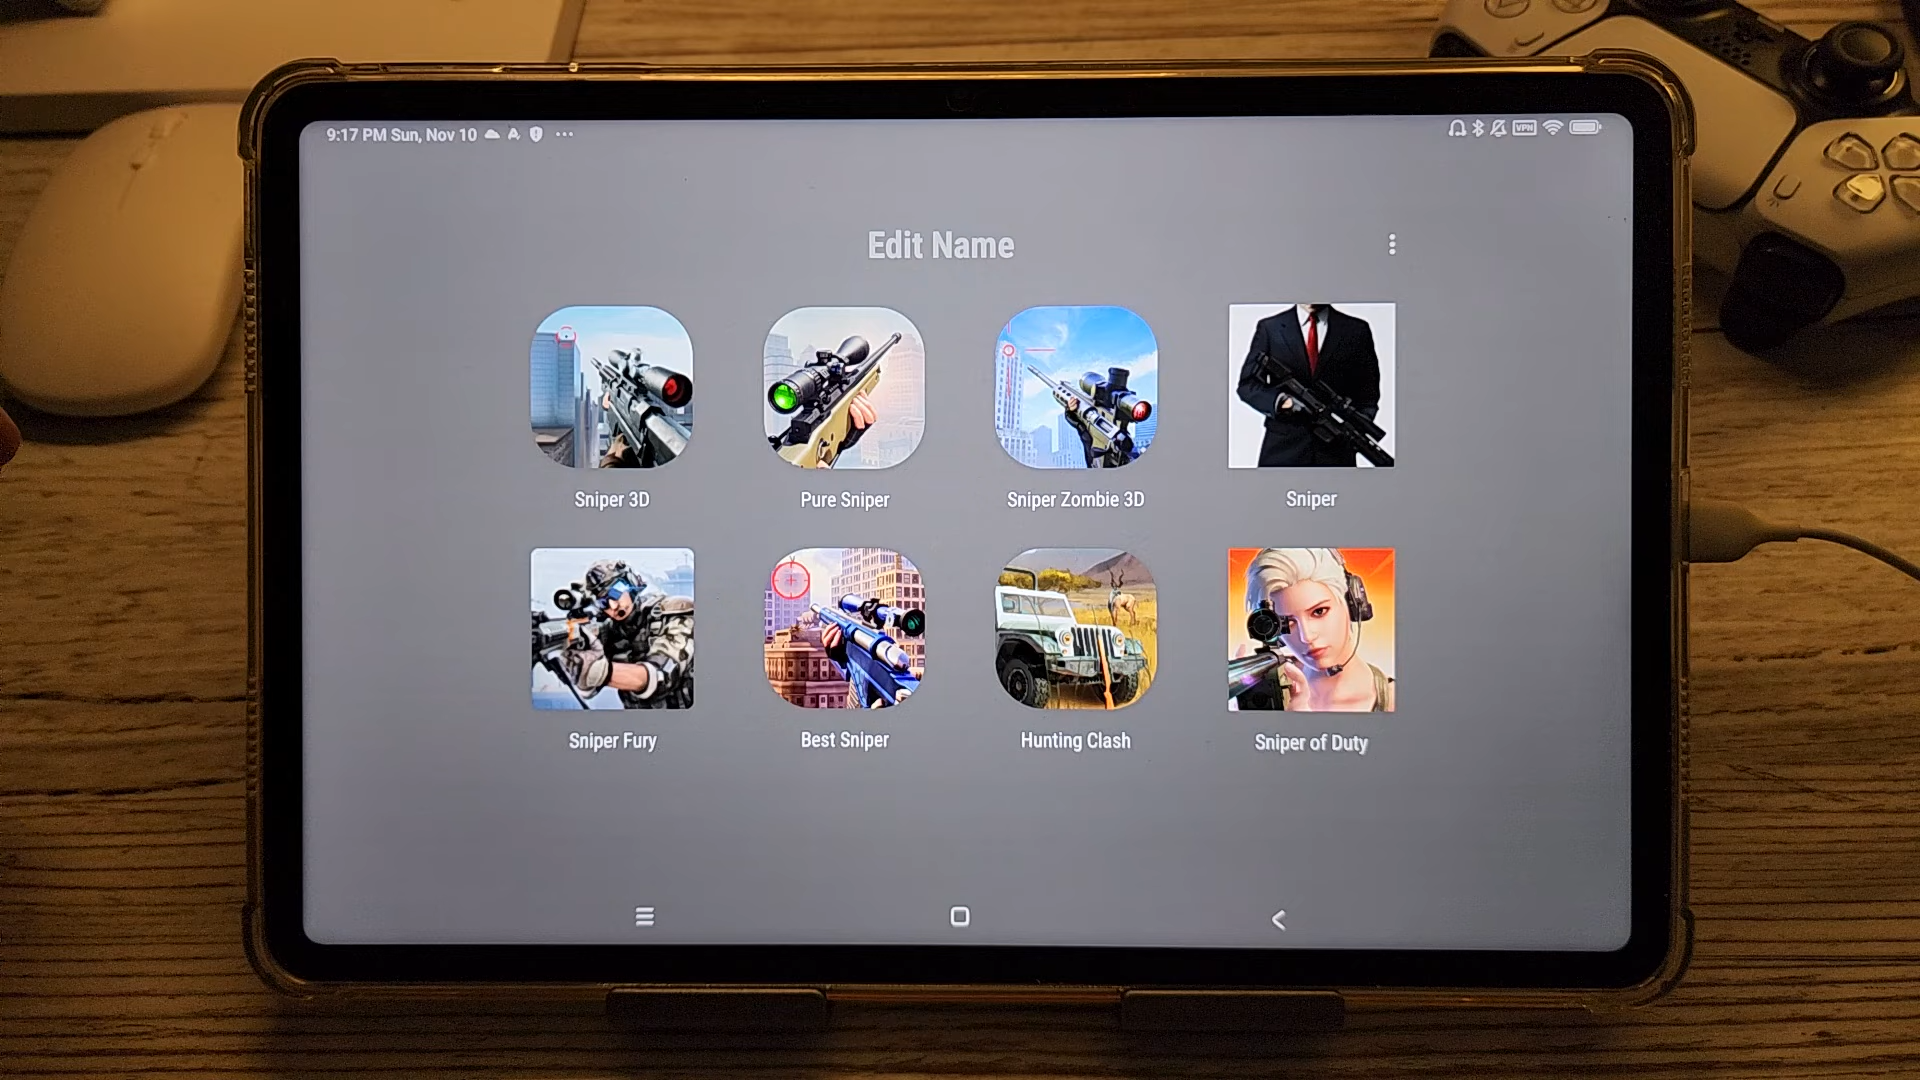 9:17 PM Sun, Nov 10
VPN
Edit Name
Sniper 3D
Pure Sniper
Sniper Zombie 3D
Sniper
Sniper Fury
Best Sniper
Hunting Clash
Sniper of Duty